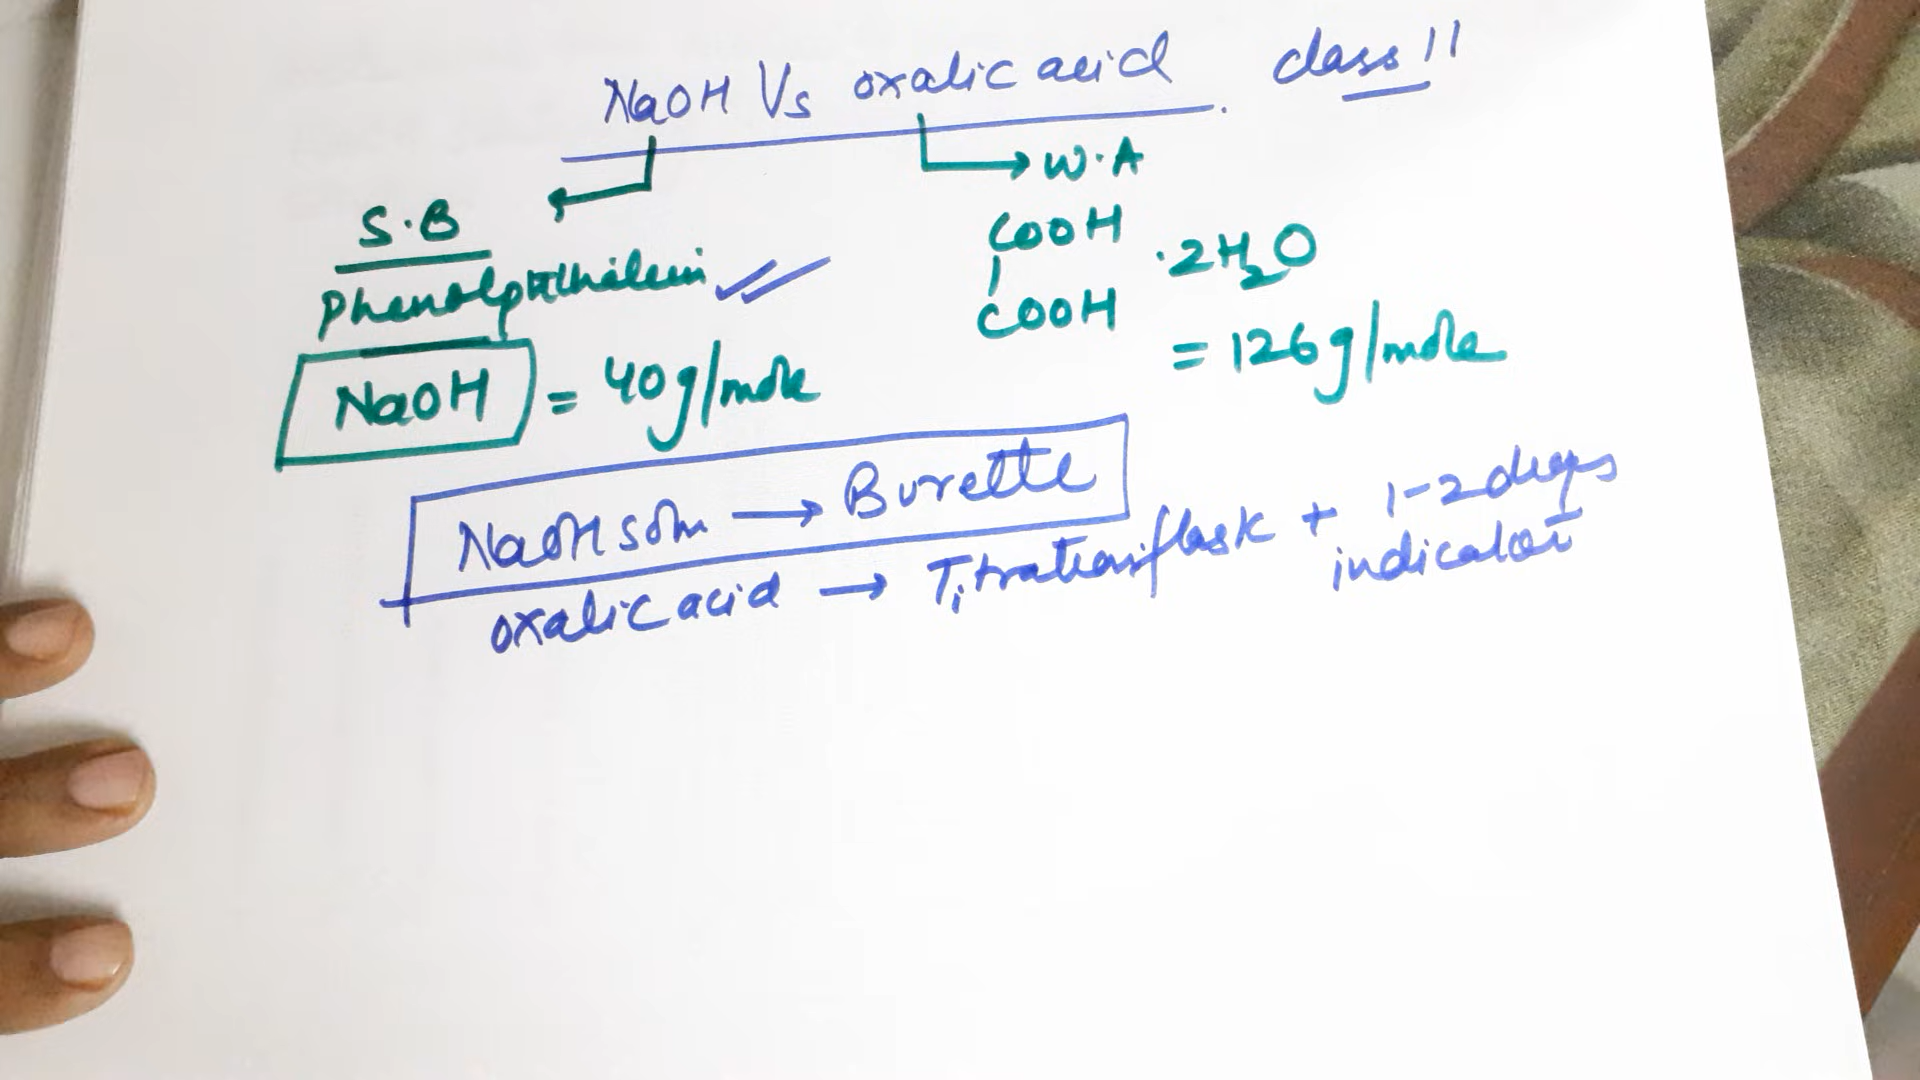 NaOH Vs oxalic acid . class 11
S.B
W.A
Phenolphthalein
COOH
COOH
.2H2O
= 126g/mole
NaOH = 40g/mole
NaOH soln → Burette
oxalic acid → Titration flask + 1-2 drops
indicator